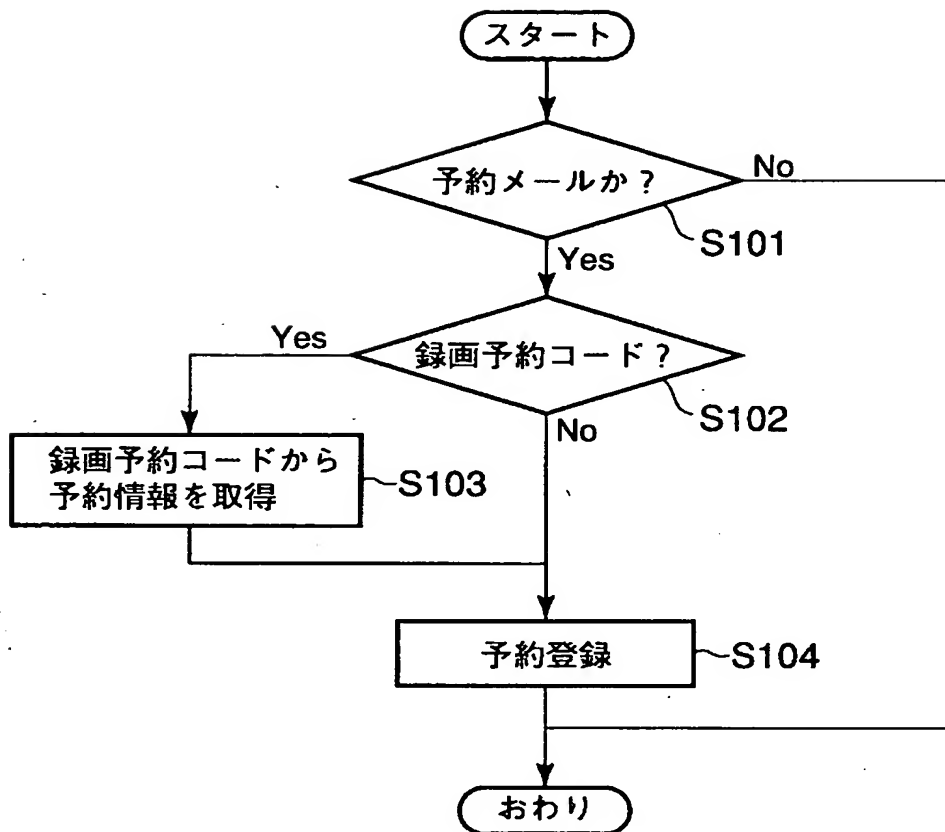 スタート
予約メールか？
No
S101
Yes
録画予約コード？
Yes
S102
No
録画予約コードから
予約情報を取得
S103
予約登録
S104
おわり